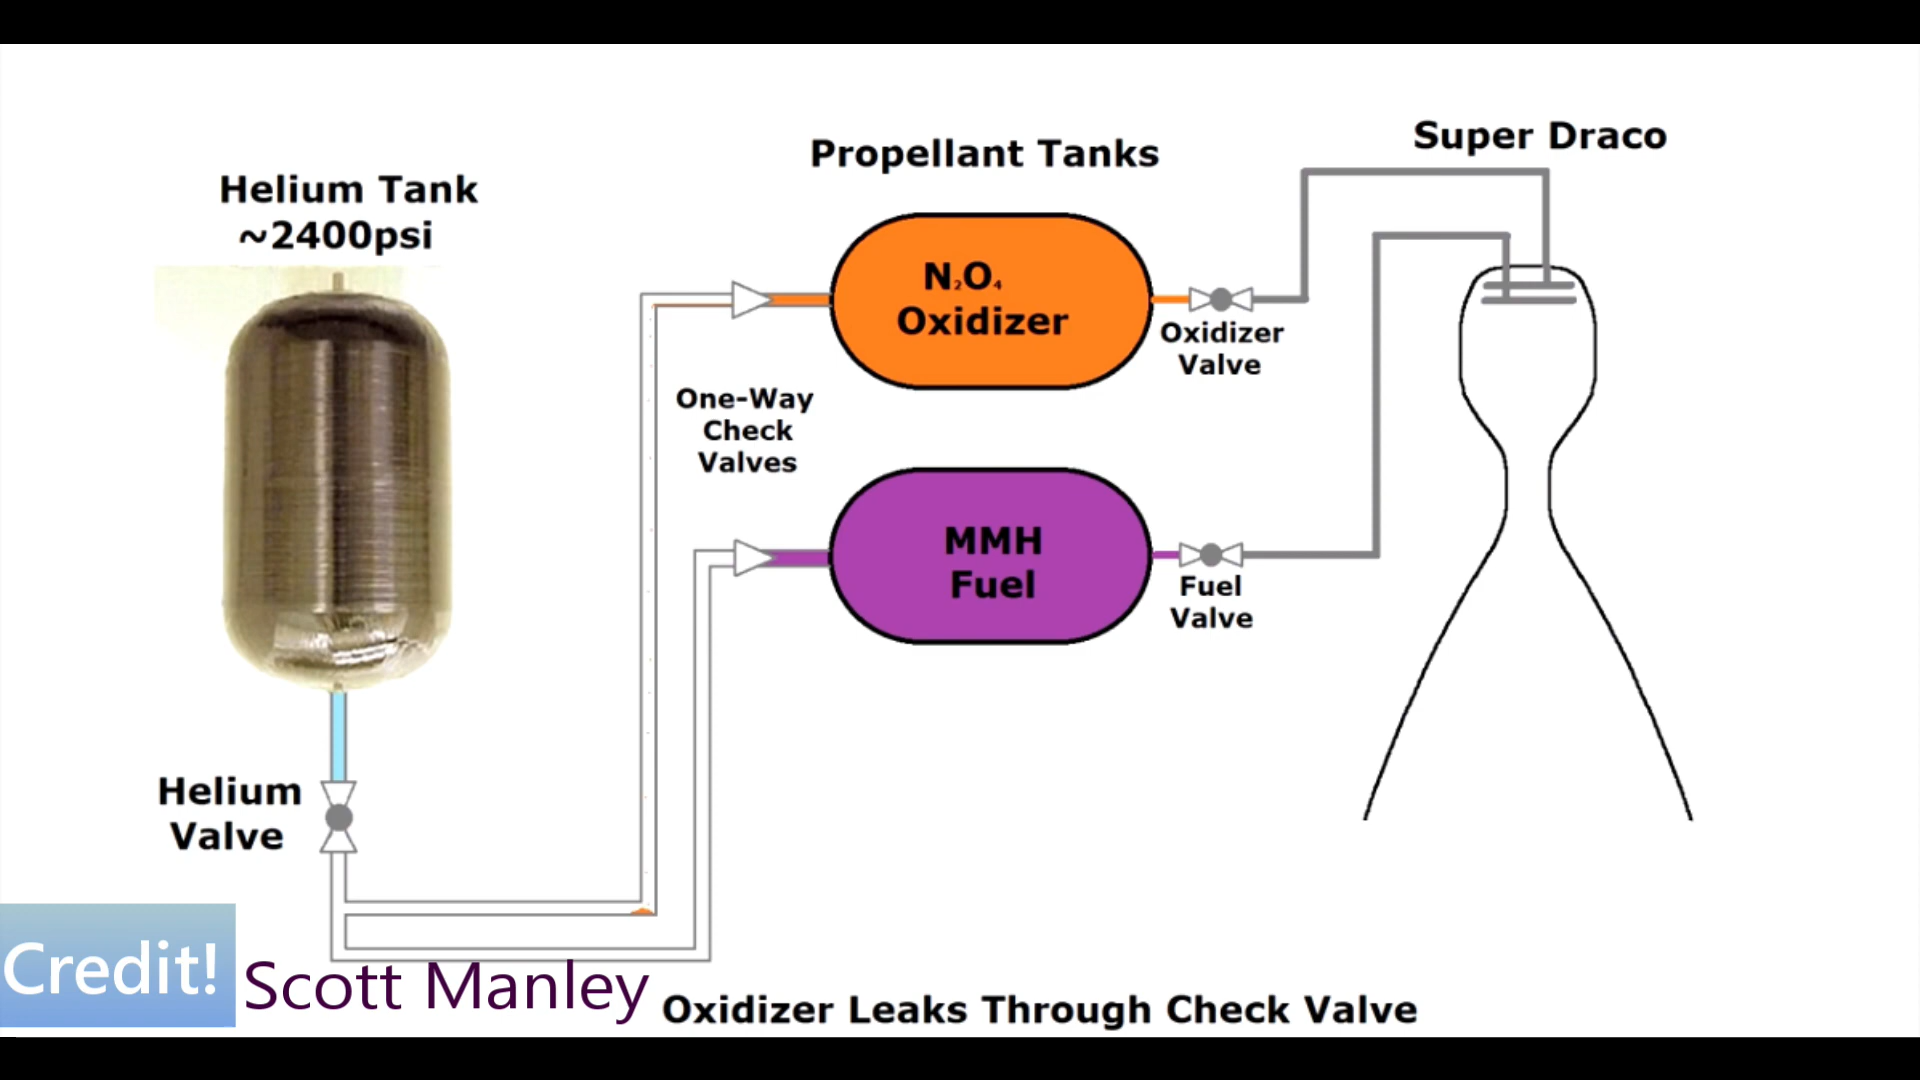 Super Draco
Propellant Tanks
Helium Tank
~2400psi
N₂O₄
Oxidizer
Oxidizer
Valve
One-Way
Check
Valves
MMH
Fuel
Fuel
Valve
Helium
Valve
Credit!
Scott Manley
Oxidizer Leaks Through Check Valve